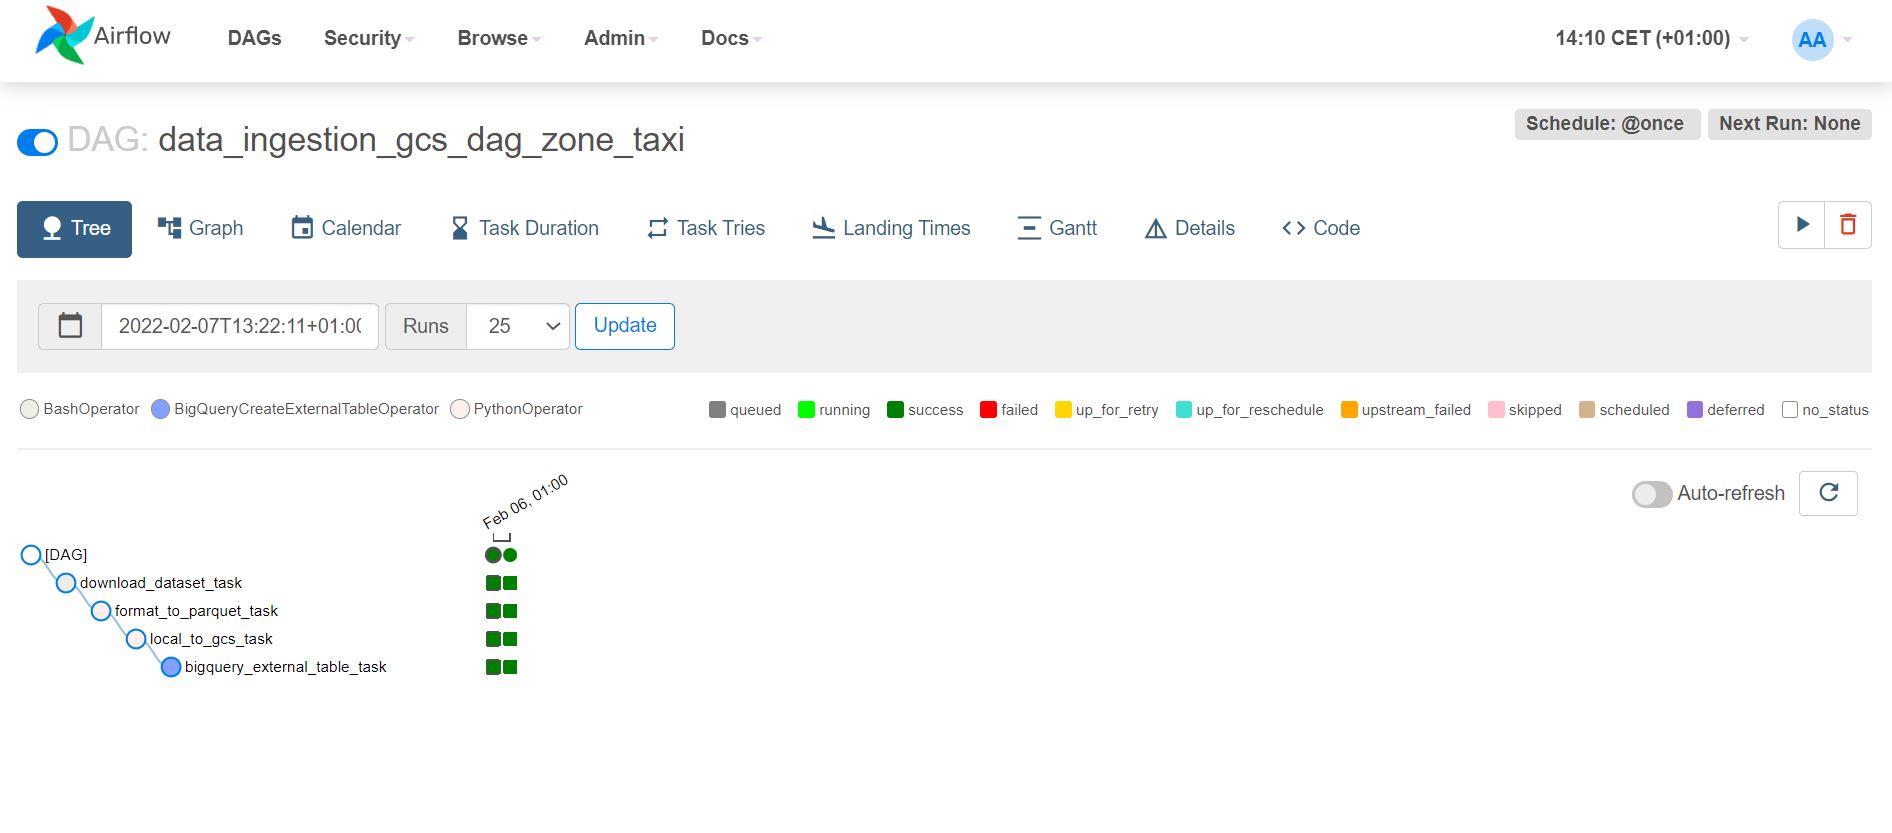 Airflow DAGs Security Browse Admin Docs 14:10 CET (+01:00) AA
Schedule: @once Next Run: None
DAG: data_ingestion_gcs_dag_zone_taxi
Tree Graph Calendar Task Duration Task Tries Landing Times Gantt Details Code
2022-02-07T13:22:11+01:00 Runs 25 Update
BashOperator BigQueryCreateExternalTableOperator PythonOperator queued running success failed up_for_retry up_for_reschedule upstream_failed skipped scheduled deferred no_status
Auto-refresh
Feb 06, 01:00
[DAG]
download_dataset_task
format_to_parquet_task
local_to_gcs_task
bigquery_external_table_task